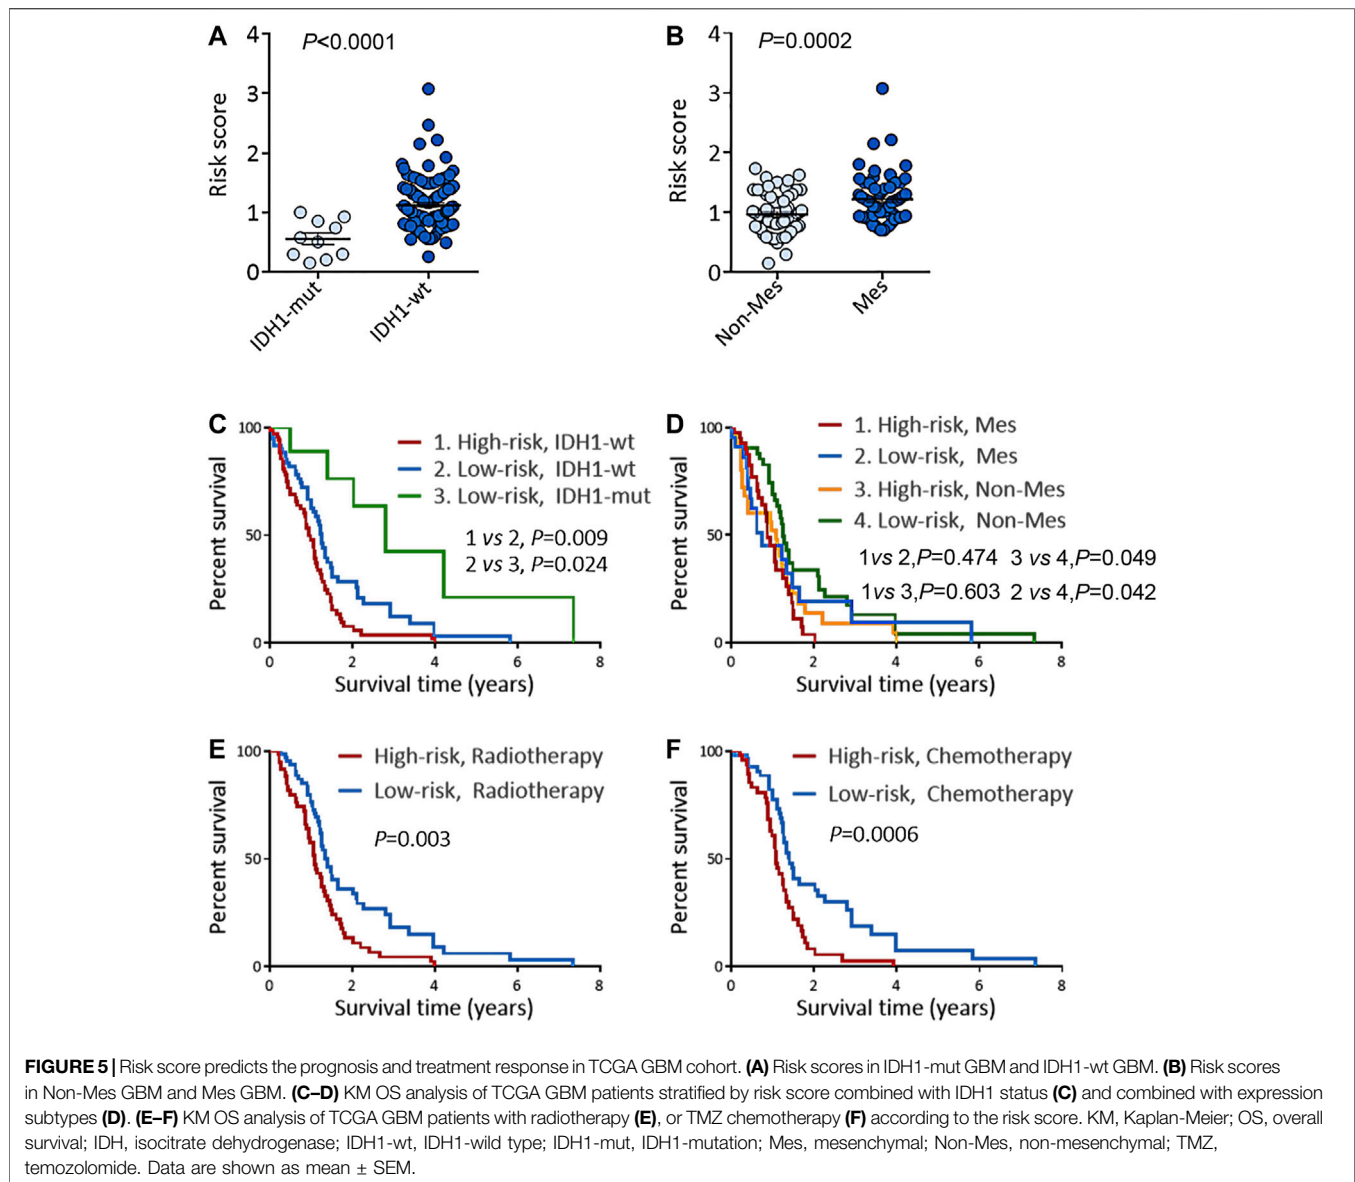 A
P<0.0001
4
3
2
1
0
Risk score
IDH1-mut
IDH1-wt
B
P=0.0002
4
3
2
1
0
Risk score
Non-Mes
Mes
C
100
50
0
Percent survival
1. High-risk, IDH1-wt
2. Low-risk, IDH1-wt
3. Low-risk, IDH1-mut
1 vs 2, P=0.009
2 vs 3, P=0.024
0 2 4 6 8
Survival time (years)
D
100
50
0
Percent survival
1. High-risk, Mes
2. Low-risk, Mes
3. High-risk, Non-Mes
4. Low-risk, Non-Mes
1vs 2,P=0.474 3 vs 4,P=0.049
1vs 3,P=0.603 2 vs 4,P=0.042
0 2 4 6 8
Survival time (years)
E
100
50
0
Percent survival
High-risk, Radiotherapy
Low-risk, Radiotherapy
P=0.003
0 2 4 6 8
Survival time (years)
F
100
50
0
Percent survival
High-risk, Chemotherapy
Low-risk, Chemotherapy
P=0.0006
0 2 4 6 8
Survival time (years)
FIGURE 5 | Risk score predicts the prognosis and treatment response in TCGA GBM cohort. (A) Risk scores in IDH1-mut GBM and IDH1-wt GBM. (B) Risk scores
in Non-Mes GBM and Mes GBM. (C–D) KM OS analysis of TCGA GBM patients stratified by risk score combined with IDH1 status (C) and combined with expression
subtypes (D). (E–F) KM OS analysis of TCGA GBM patients with radiotherapy (E), or TMZ chemotherapy (F) according to the risk score. KM, Kaplan-Meier; OS, overall
survival; IDH, isocitrate dehydrogenase; IDH1-wt, IDH1-wild type; IDH1-mut, IDH1-mutation; Mes, mesenchymal; Non-Mes, non-mesenchymal; TMZ,
temozolomide. Data are shown as mean ± SEM.